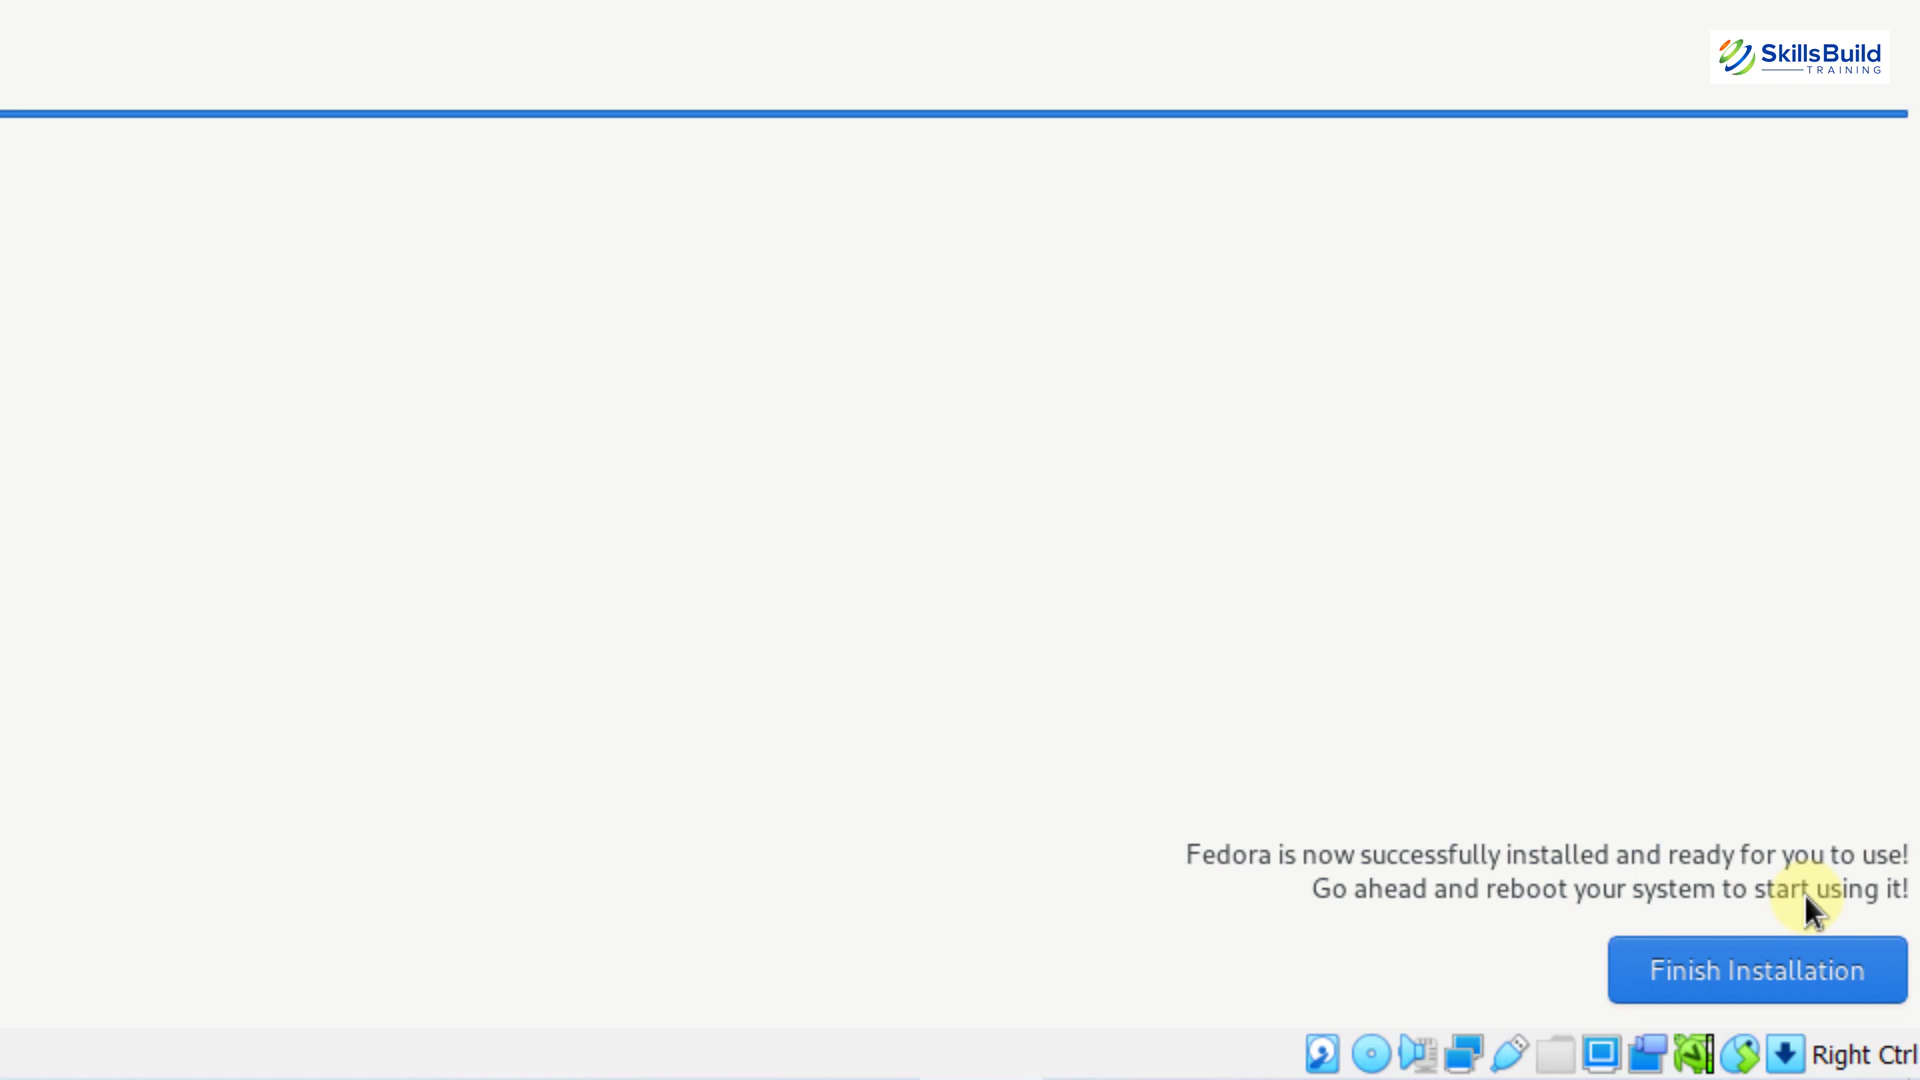 SkillsBuild
TRAINING
Fedora is now successfully installed and ready for you to use!
Go ahead and reboot your system to start using it!
Finish Installation
Right Ctrl